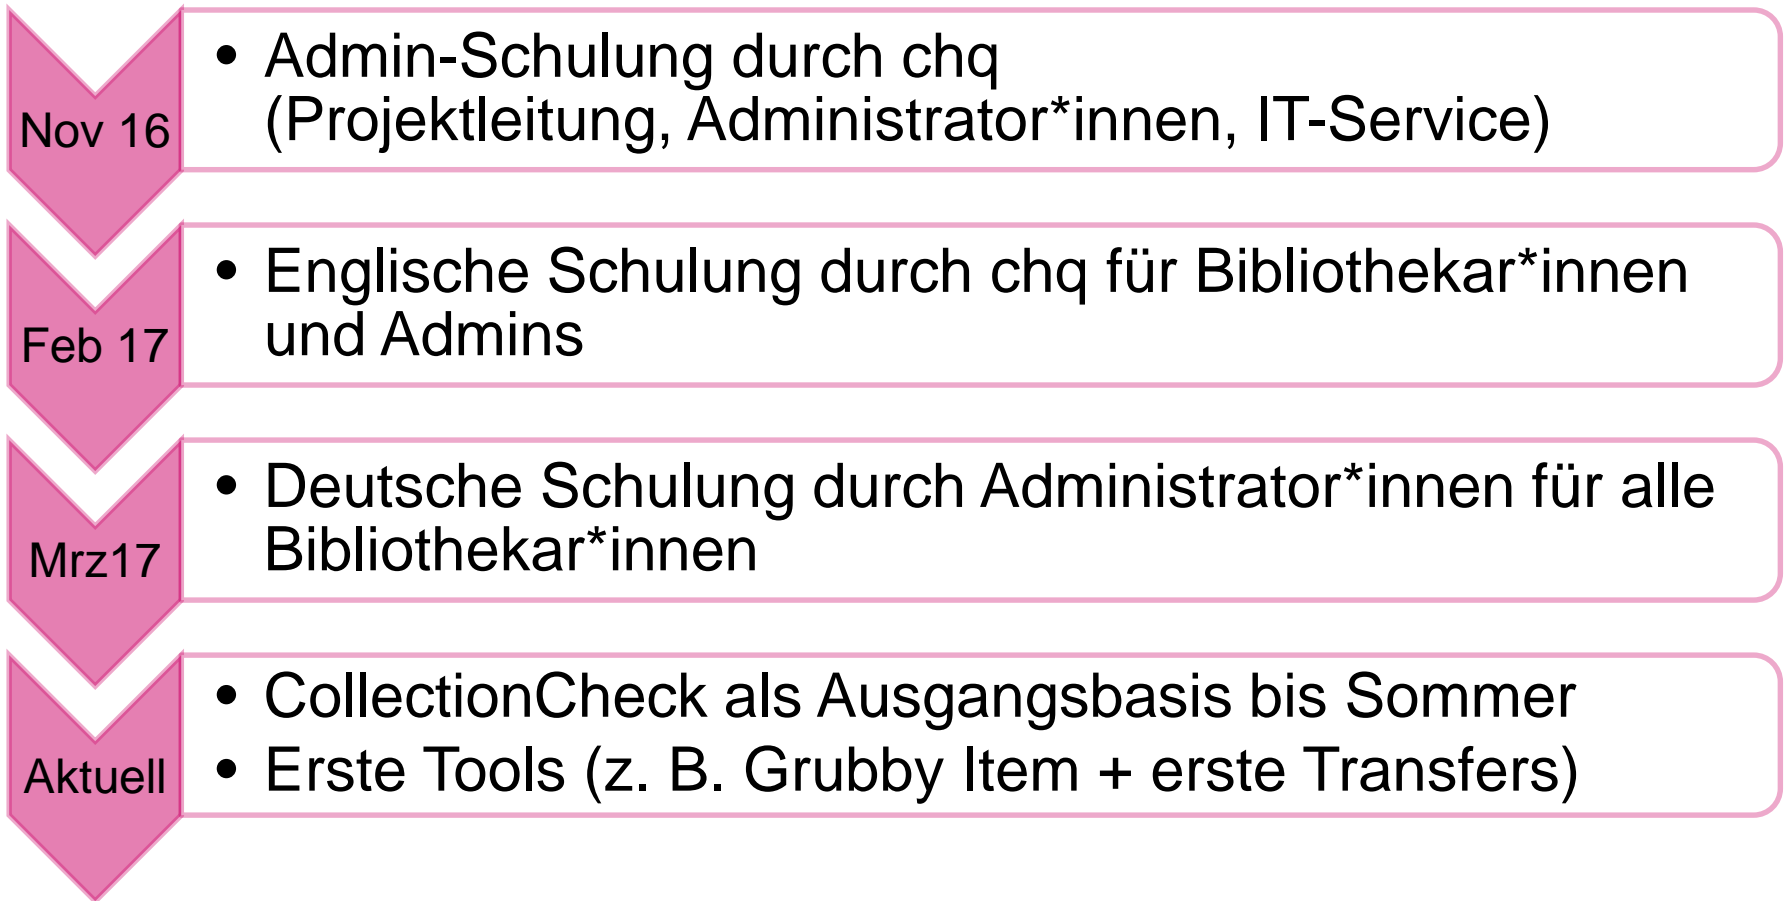 Nov 16
• Admin-Schulung durch chq
(Projektleitung, Administrator*innen, IT-Service)
Feb 17
• Englische Schulung durch chq für Bibliothekar*innen
und Admins
Mrz17
• Deutsche Schulung durch Administrator*innen für alle
Bibliothekar*innen
Aktuell
• CollectionCheck als Ausgangsbasis bis Sommer
• Erste Tools (z. B. Grubby Item + erste Transfers)